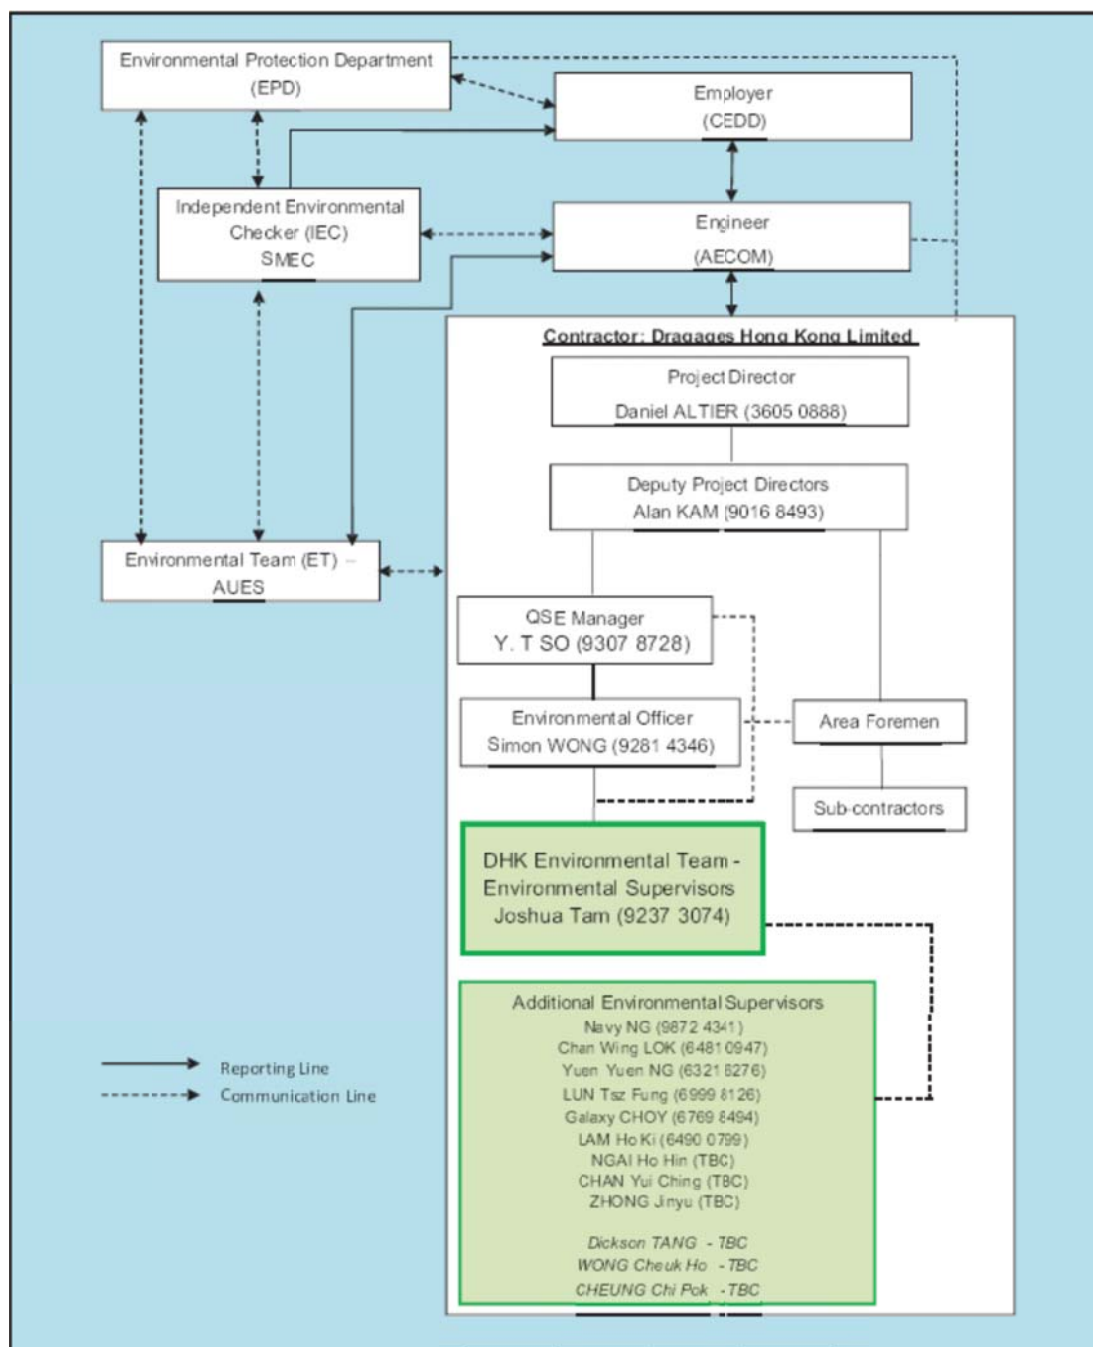 Environmental Protection Department
(EPD)
Employer
(CEDD)
Independent Environmental
Checker (IEC)
SMEC
Engineer
(AECOM)
Contractor: Dragages Hong Kong Limited
Project Director
Daniel ALTIER (3605 0888)
Deputy Project Directors
Alan KAM (9016 8493)
Environmental Team (ET) –
AUES
QSE Manager
Y. T SO (9307 8728)
Environmental Officer
Simon WONG (9281 4346)
Area Foremen
Sub-contractors
DHK Environmental Team -
Environmental Supervisors
Joshua Tam (9237 3074)
Additional Environmental Supervisors
Navy NG (9872 4341)
Chan Wing LOK (6481 0947)
Yuen Yuen NG (6321 8276)
LUN Tsz Fung (6999 8126)
Galaxy CHOY (6769 8494)
LAM Ho Ki (6490 0799)
NGAI Ho Hin (TBC)
CHAN Yui Ching (TBC)
ZHONG Jinyu (TBC)
Dickson TANG - TBC
WONG Cheuk Ho - TBC
CHEUNG Chi Pok - TBC
Reporting Line
Communication Line